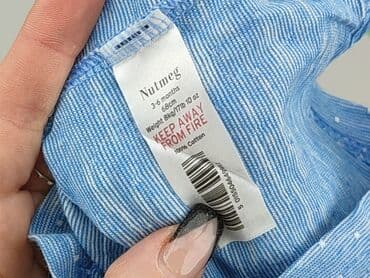 Nutmeg
3-6 months
68cm
Weight 8kg/17lb 10 oz
KEEP AWAY
FROM FIRE
100% Cotton